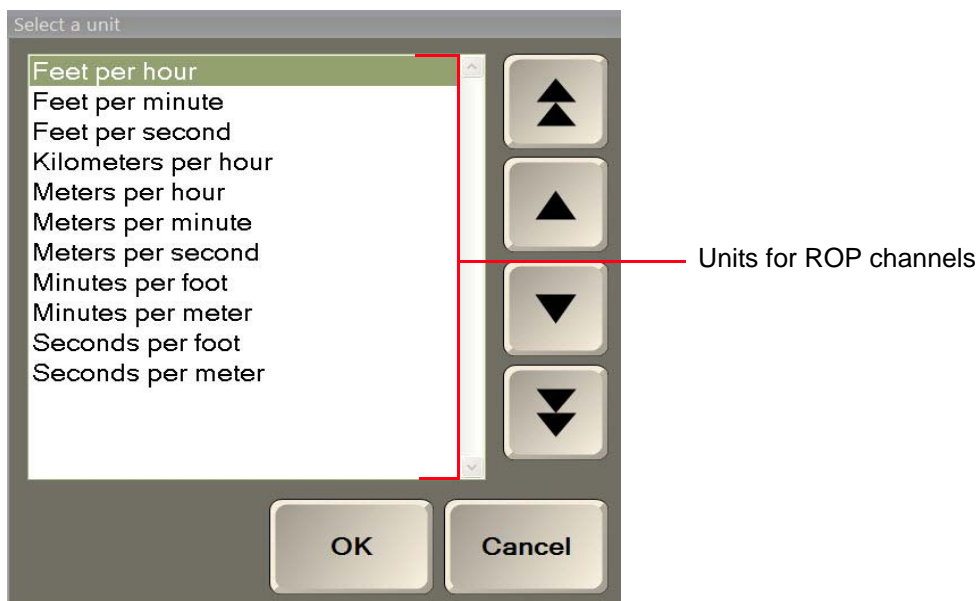 Select a unit
Feet per hour
Feet per minute
Feet per second
Kilometers per hour
Meters per hour
Meters per minute
Meters per second
Minutes per foot
Minutes per meter
Seconds per foot
Seconds per meter
Units for ROP channels
OK
Cancel